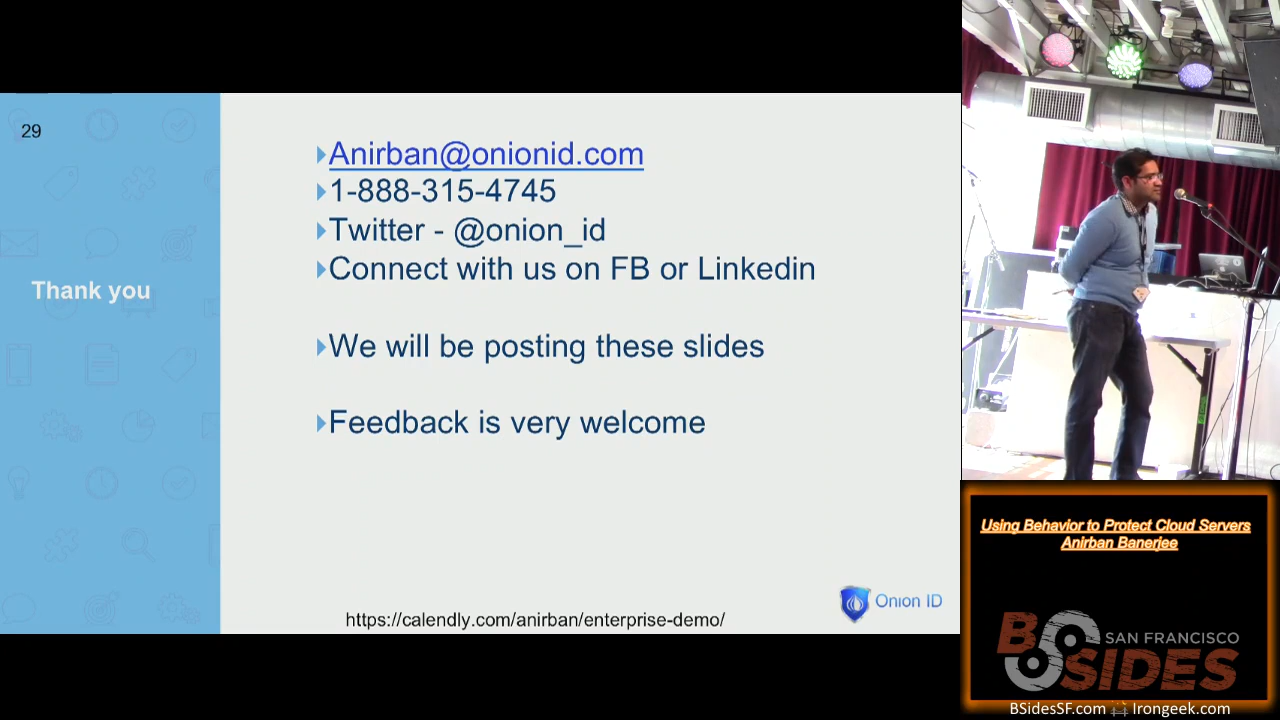 29
Thank you
Anirban@onionid.com
1-888-315-4745
Twitter - @onion_id
Connect with us on FB or Linkedin
We will be posting these slides
Feedback is very welcome
https://calendly.com/anirban/enterprise-demo/
Onion ID
Using Behavior to Protect Cloud Servers
Anirban Banerjee
BSIDES
SAN FRANCISCO
BSidesSF.com Irongeek.com